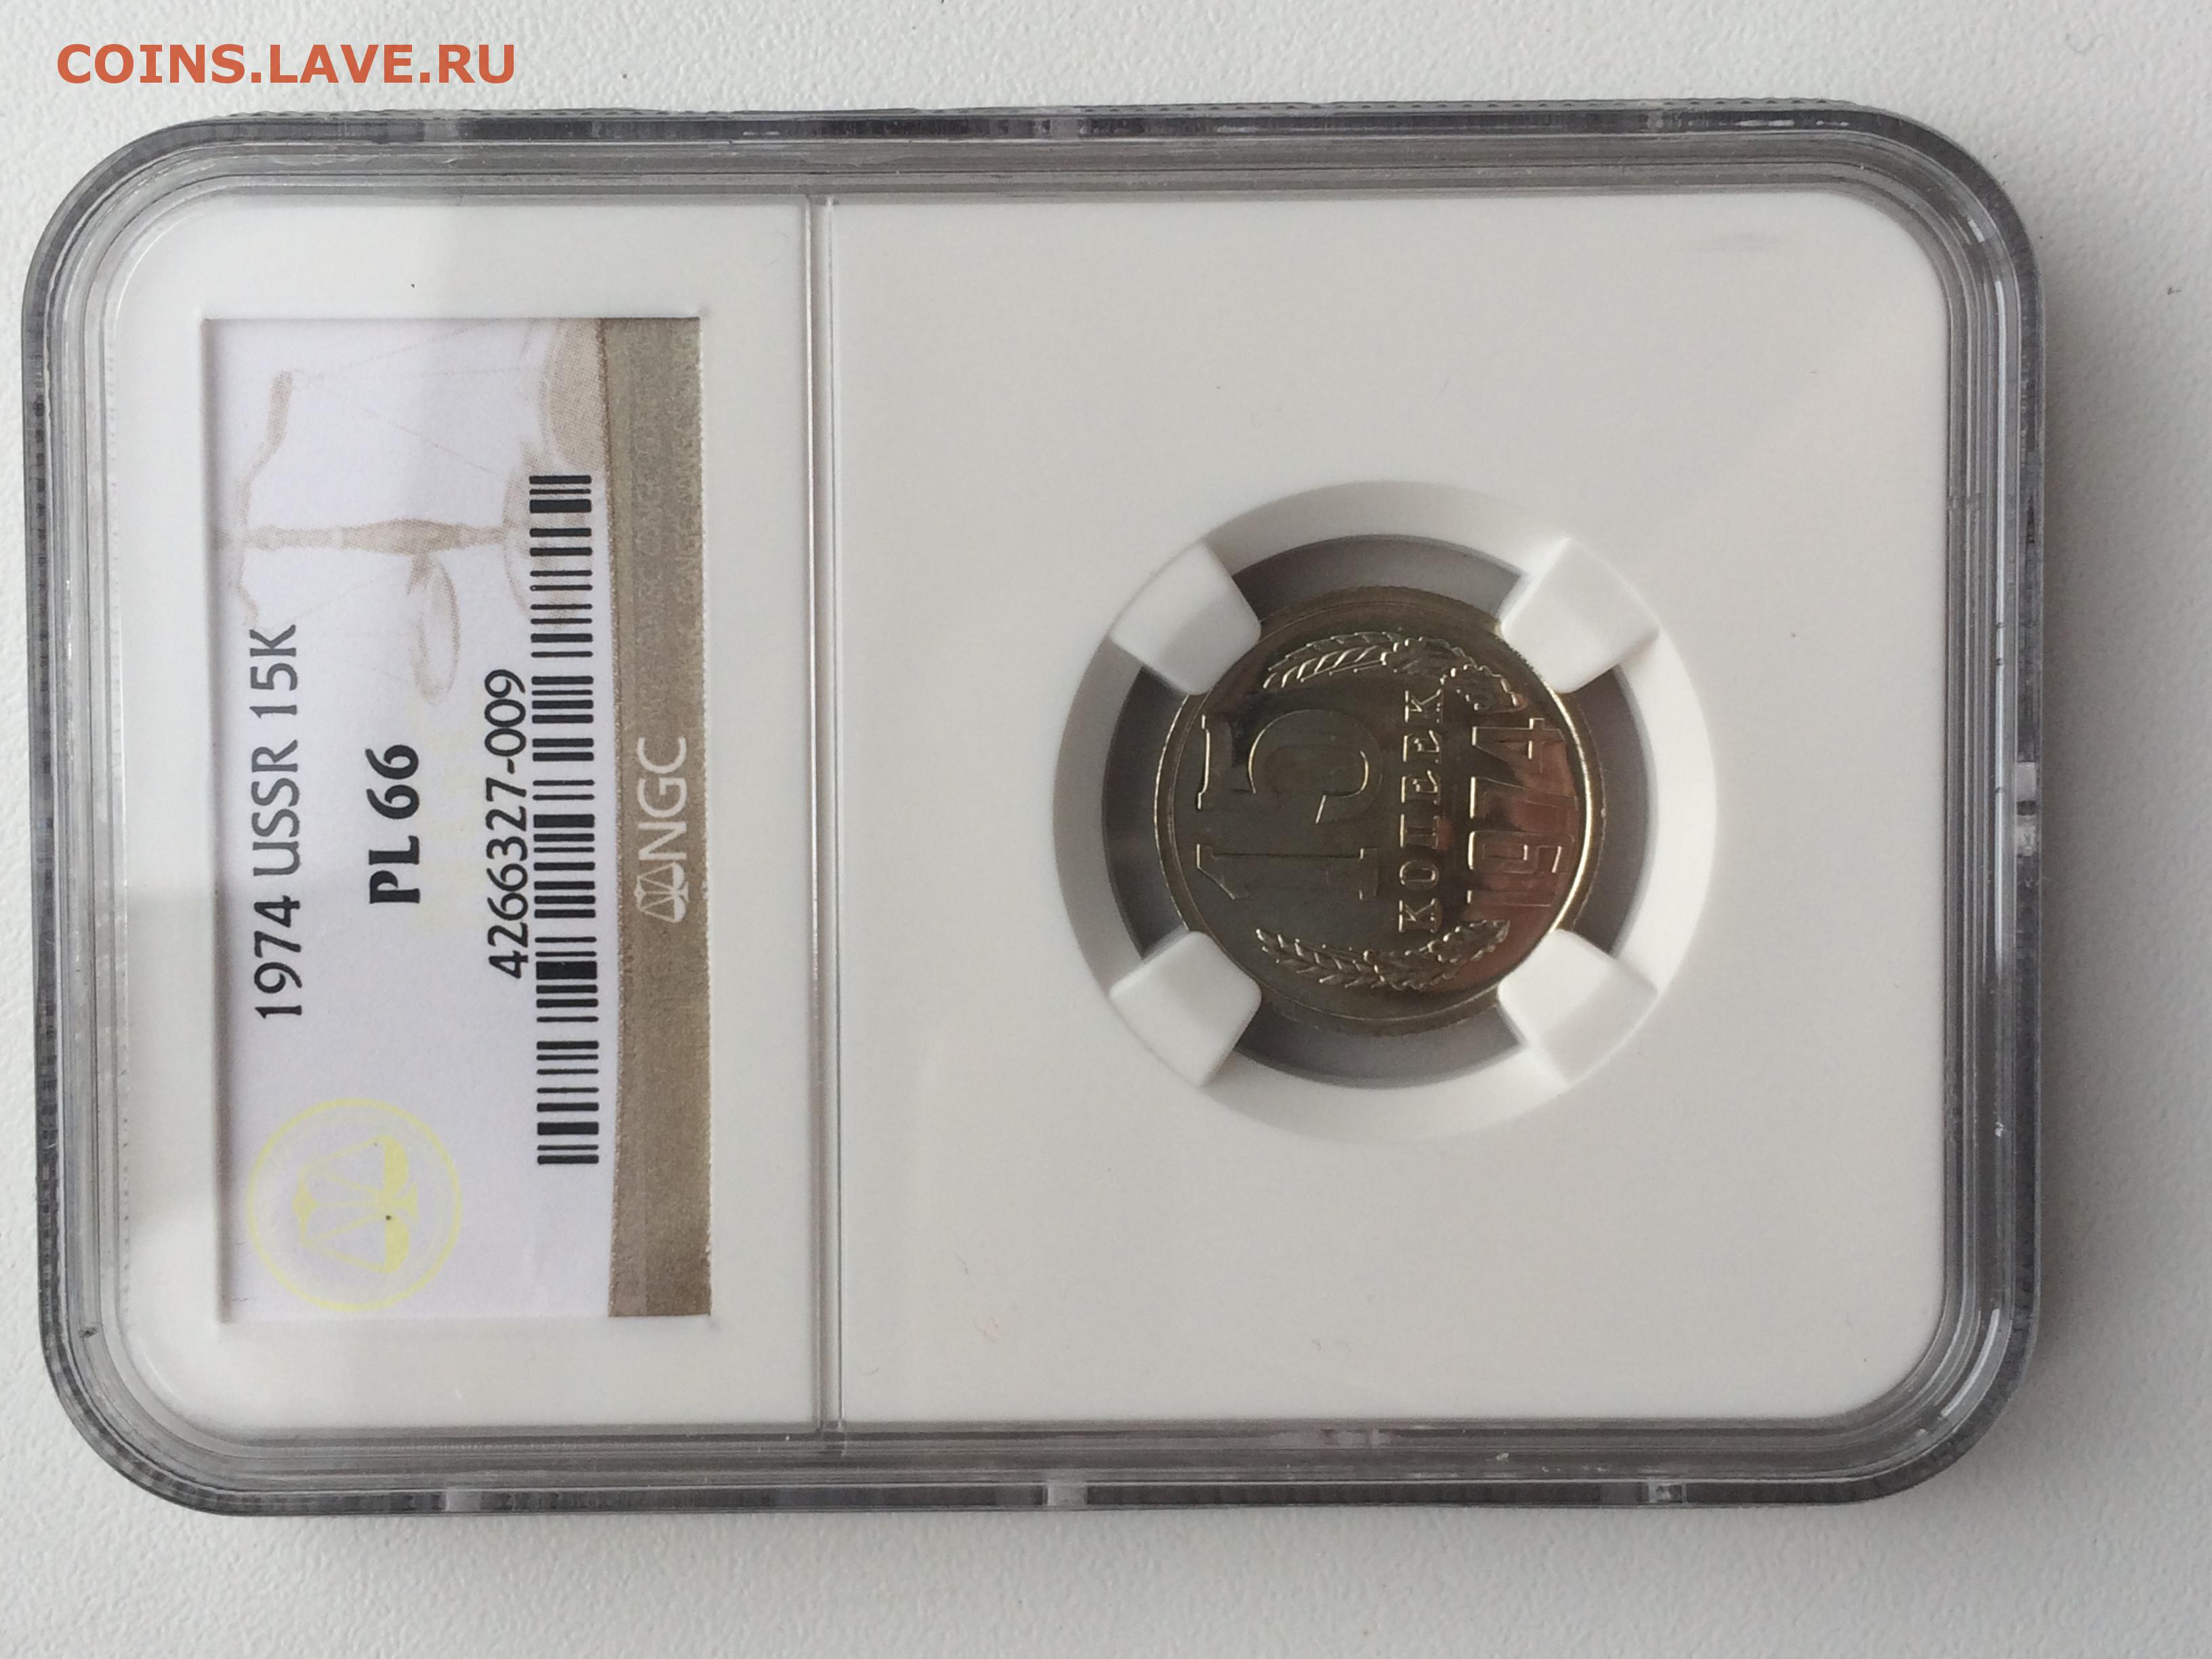 COINS.LAVE.RU
1974 USSR 15K
PL 66
4266327-009
NGC
15
КОПЕЕК
1974